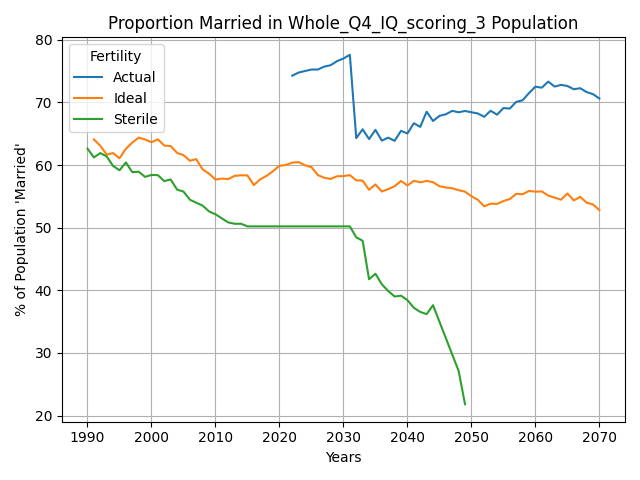 Proportion Married in Whole_Q4_IQ_scoring_3 Population
80
70
60
50
40
30
20
% of Population 'Married'
Fertility
Actual
Ideal
Sterile
1990 2000 2010 2020 2030 2040 2050 2060 2070
Years